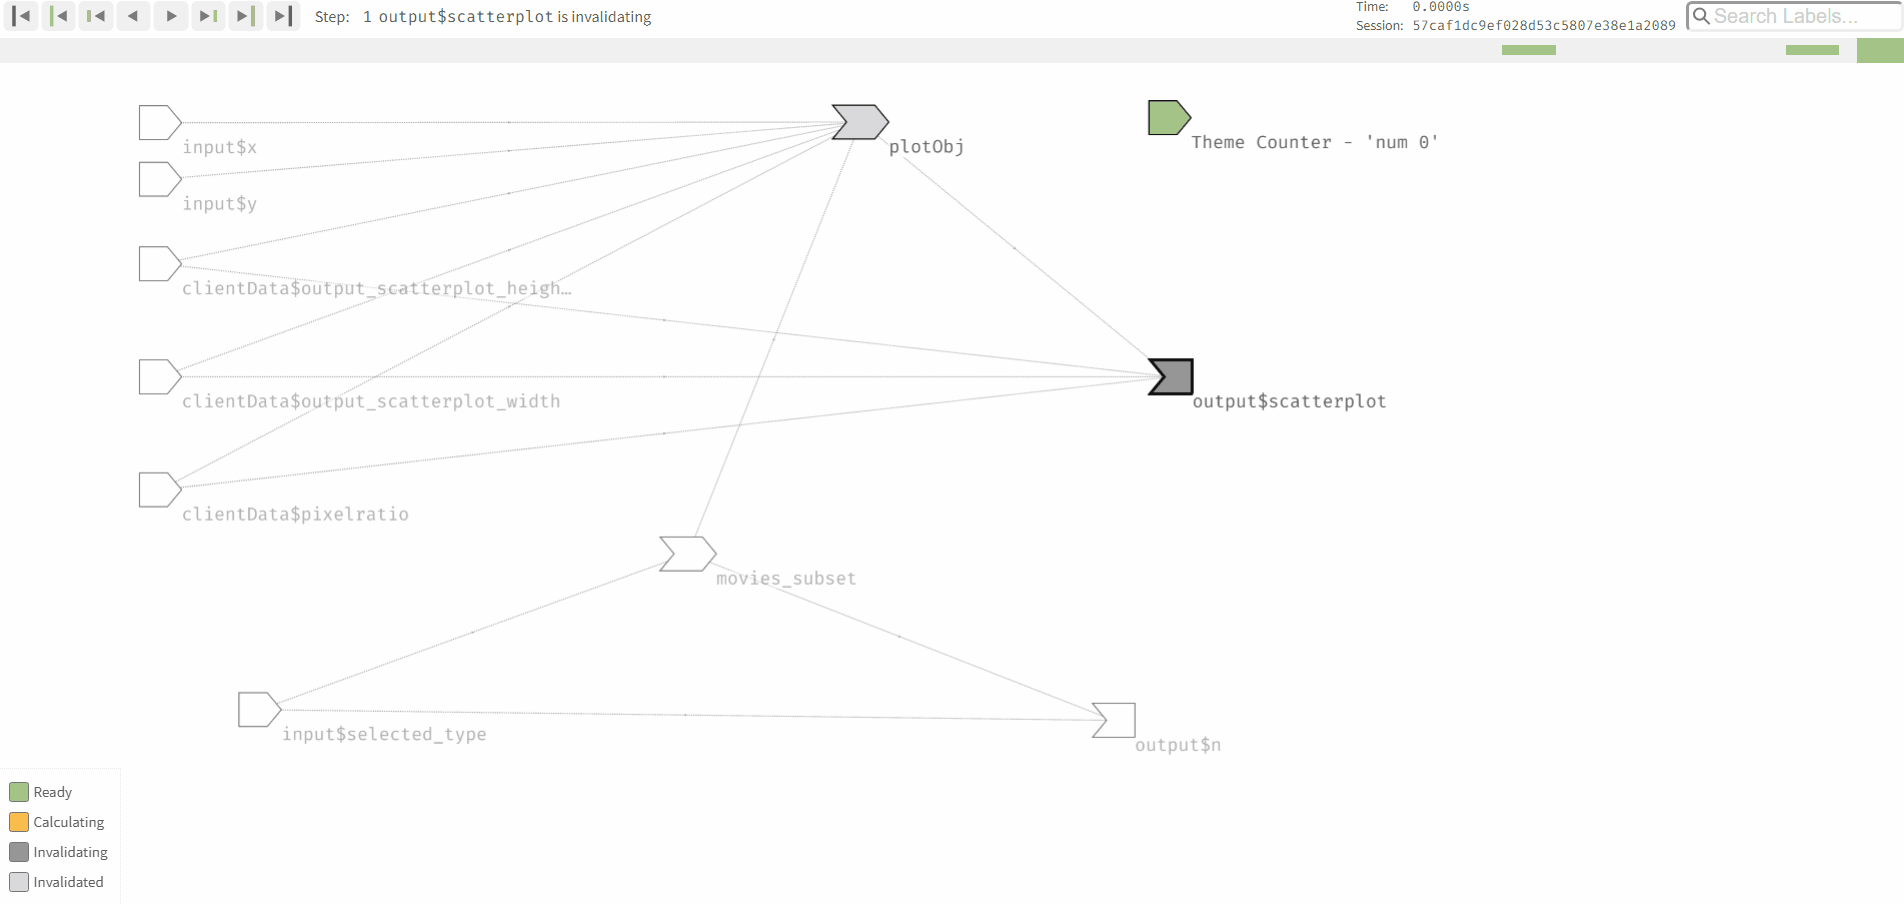 Step: 1 output$scatterplot is invalidating
Time: 0.0000s
Session: 57caf1dc9ef028d53c5807e38e1a2089
Search Labels...
input$x
plotObj
Theme Counter - 'num 0'
input$y
clientData$output_scatterplot_heigh…
clientData$output_scatterplot_width
output$scatterplot
clientData$pixelratio
movies_subset
input$selected_type
output$n
Ready
Calculating
Invalidating
Invalidated